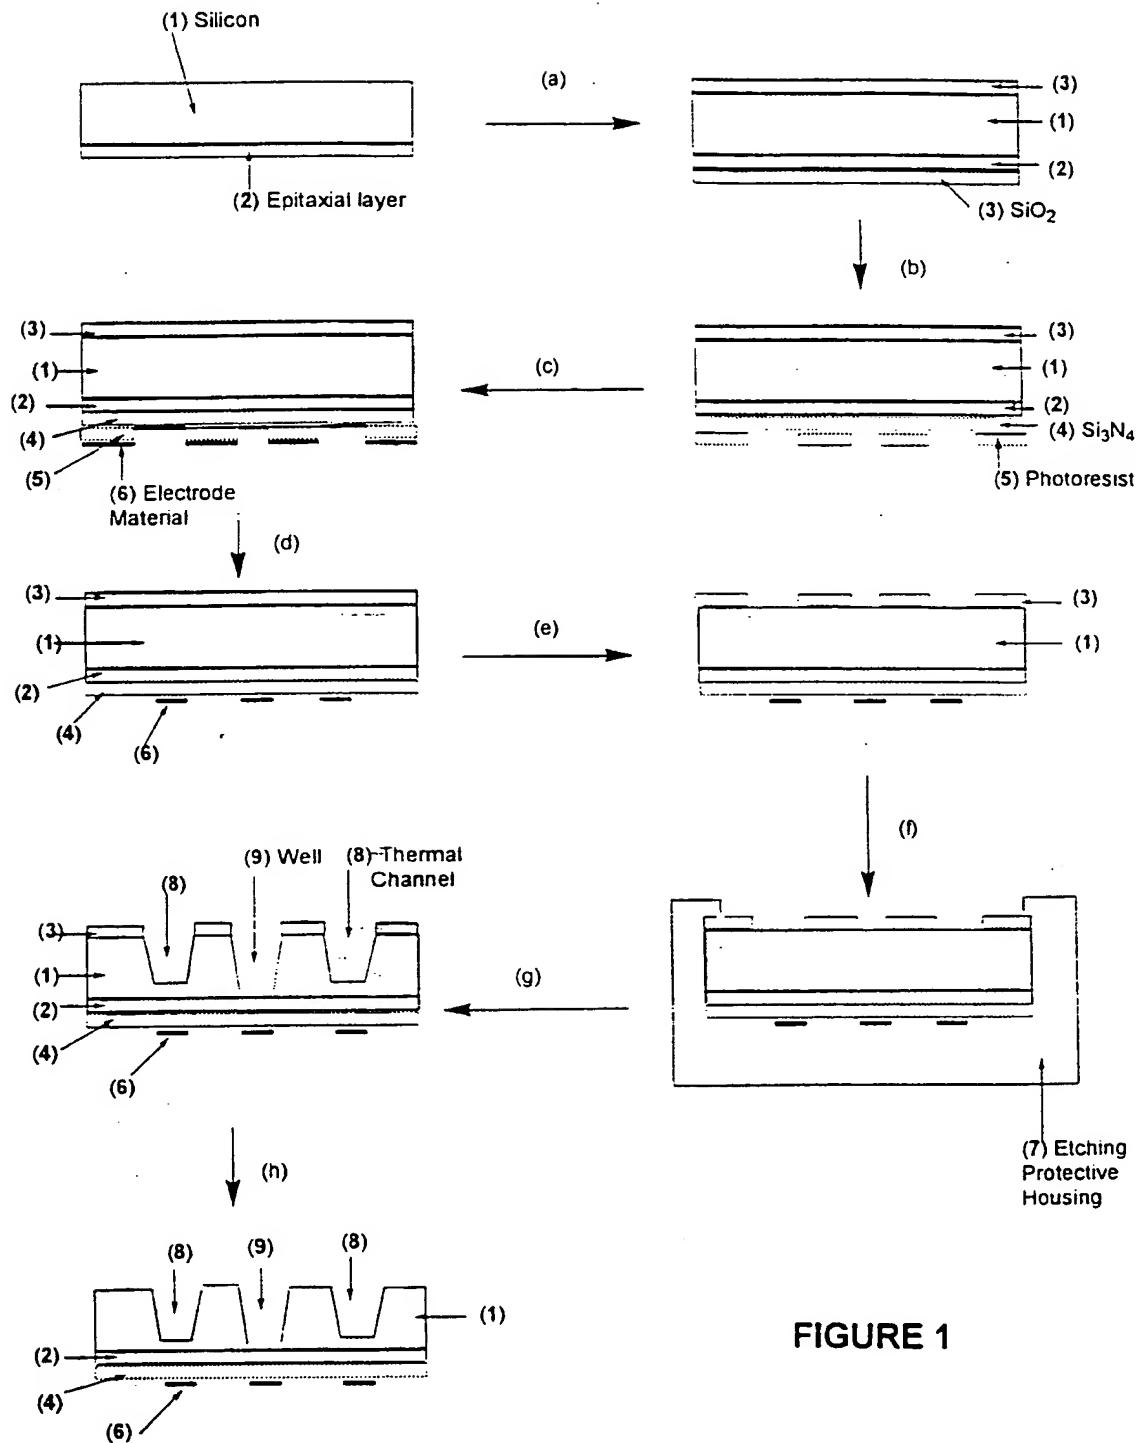 (1) Silicon
(a)
(3)
(1)
(2)
(2) Epitaxial layer
(3) SiO₂
(b)
(3)
(1)
(2)
(4)
(5)
(6) Electrode
Material
(c)
(3)
(1)
(2)
(4) Si₃N₄
(5) Photoresist
(d)
(3)
(1)
(2)
(4)
(6)
(e)
(3)
(1)
(f)
(9) Well
(8) Thermal
Channel
(8)
(3)
(1)
(2)
(4)
(6)
(g)
(7) Etching
Protective
Housing
(h)
(8)
(9)
(8)
(1)
(2)
(4)
(6)
FIGURE 1